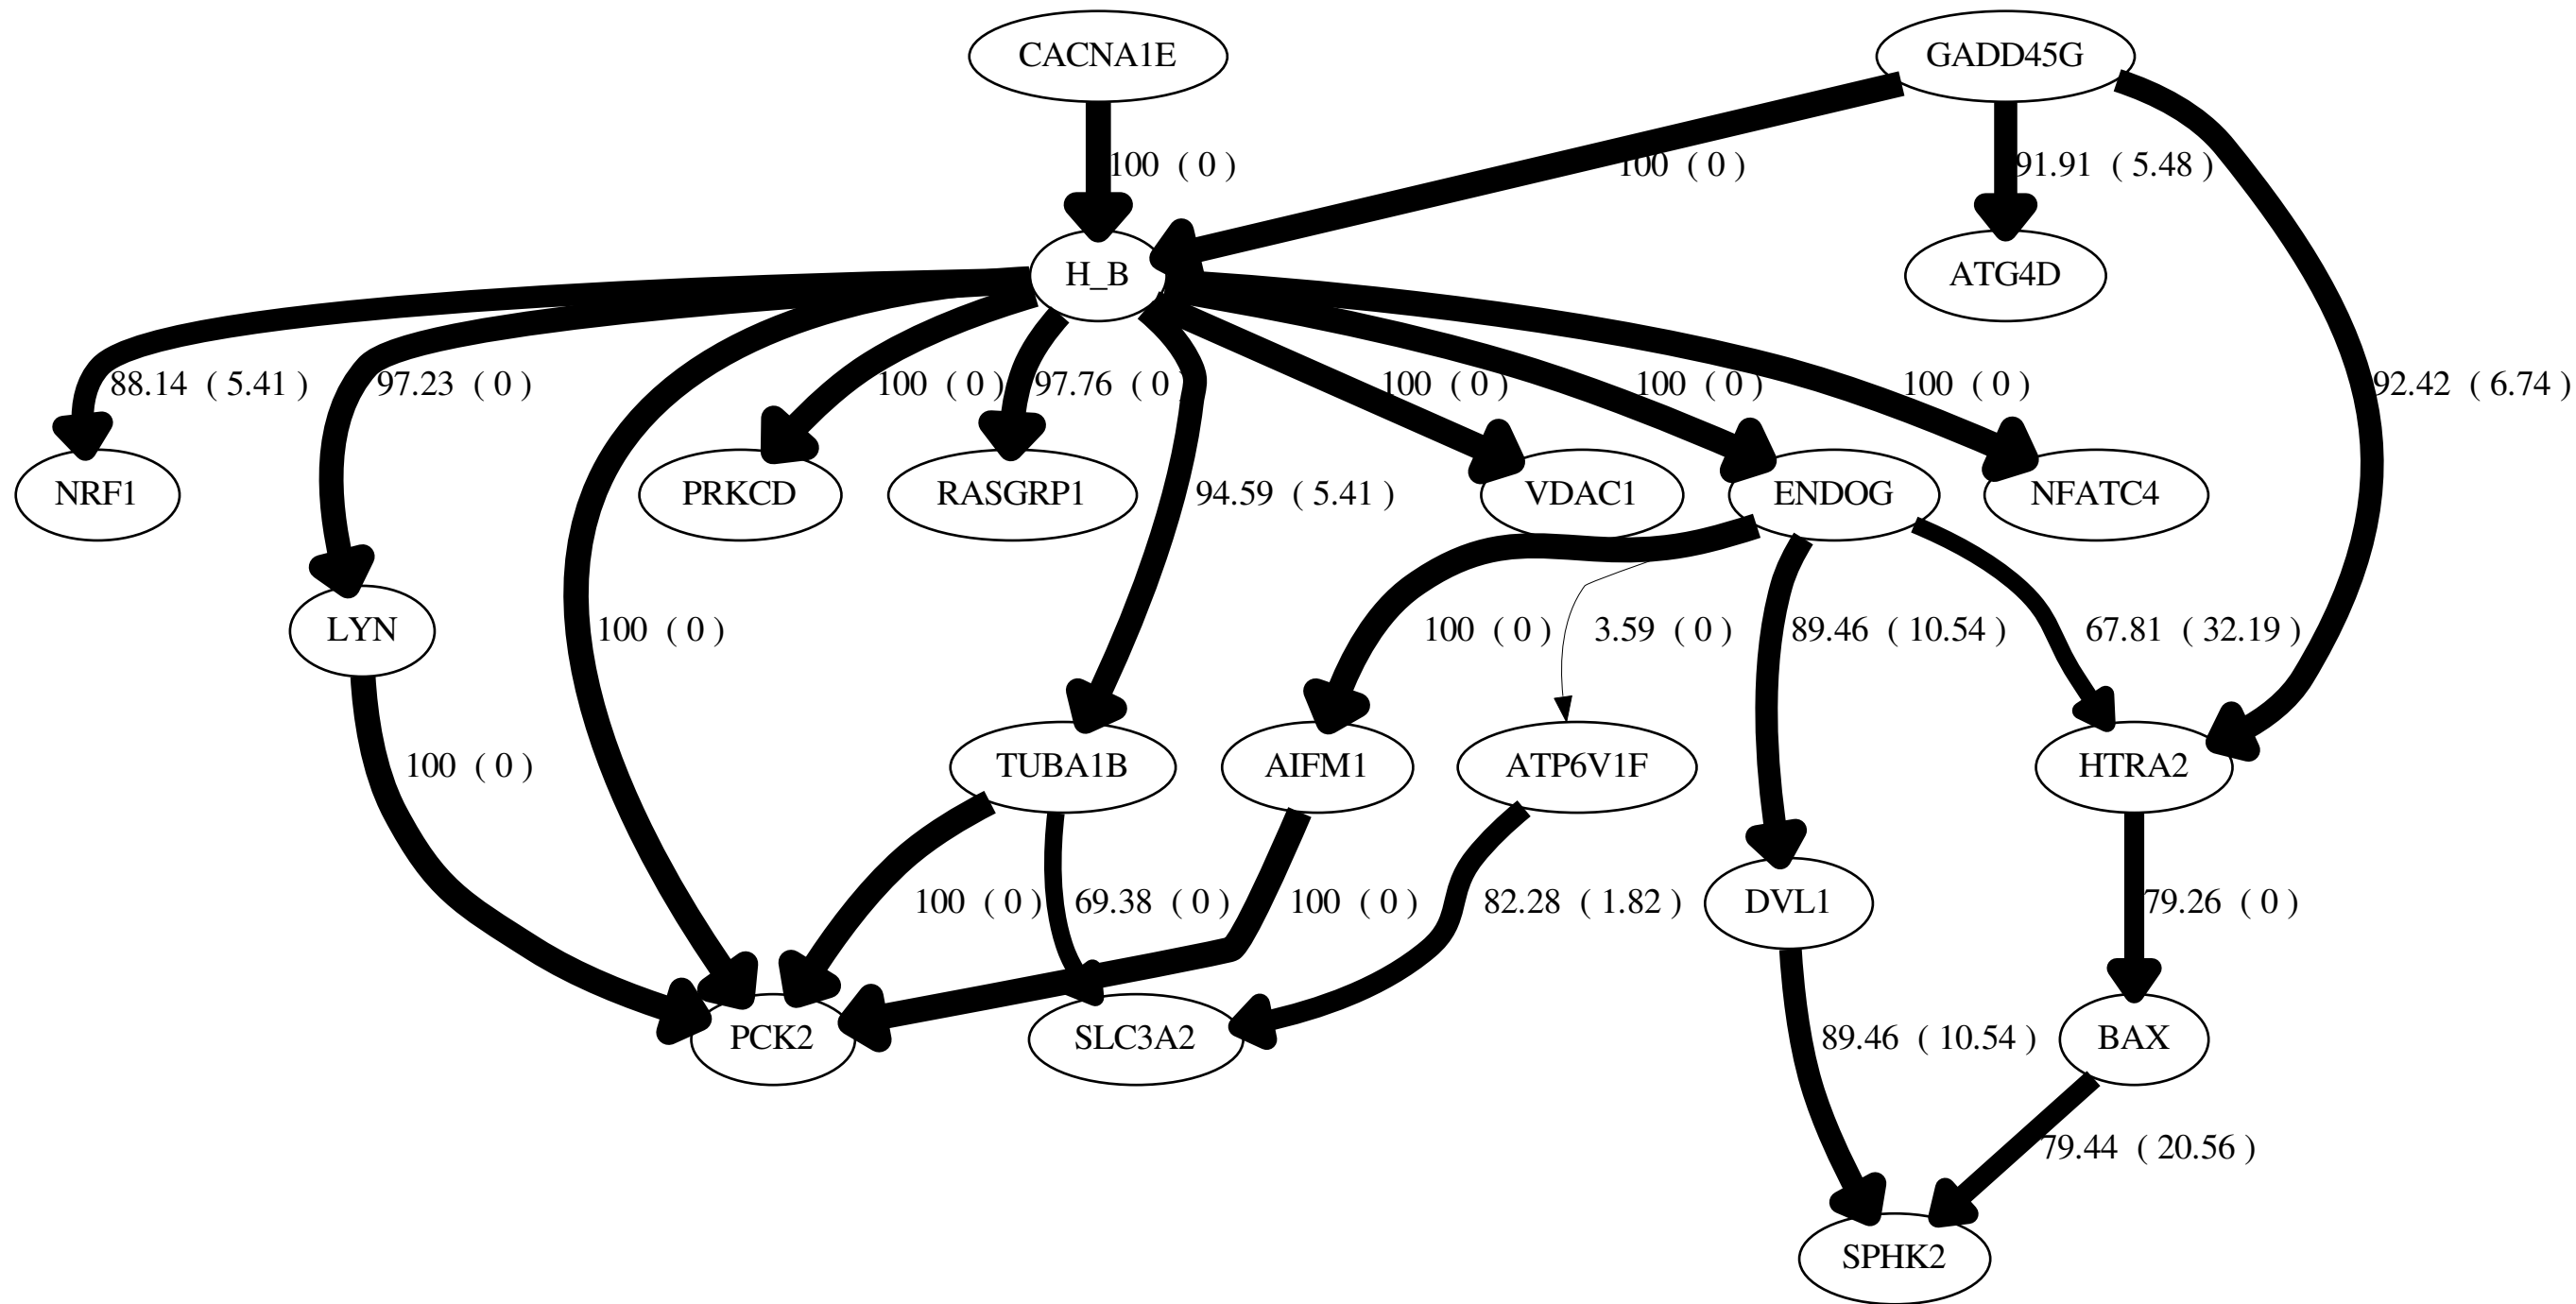 CACNA1E GADD45G
100 ( 0 ) 100 ( 0 ) 91.91 ( 5.48 )
H_B ATG4D
88.14 ( 5.41 ) 97.23 ( 0 ) 100 ( 0 ) 97.76 ( 0 ) 100 ( 0 ) 100 ( 0 ) 100 ( 0 ) 92.42 ( 6.74 )
NRF1 PRKCD RASGRP1 94.59 ( 5.41 ) VDAC1 ENDOG NFATC4
LYN 100 ( 0 ) 100 ( 0 ) 3.59 ( 0 ) 89.46 ( 10.54 ) 67.81 ( 32.19 )
100 ( 0 ) TUBA1B AIFM1 ATP6V1F HTRA2
100 ( 0 ) 69.38 ( 0 ) 100 ( 0 ) 82.28 ( 1.82 ) DVL1 79.26 ( 0 )
PCK2 SLC3A2 89.46 ( 10.54 ) BAX
79.44 ( 20.56 )
SPHK2